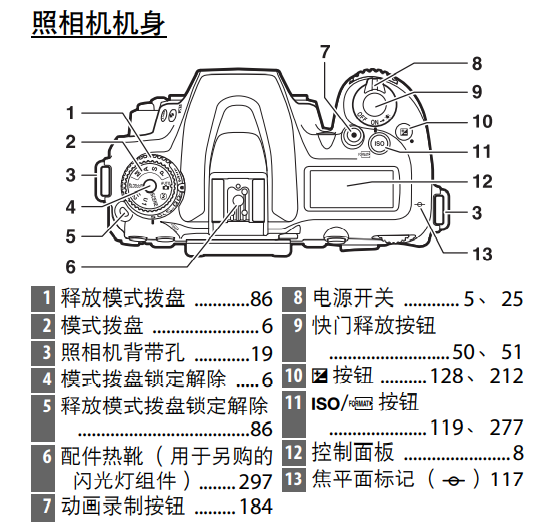 照相机机身
7
8
9
10
11
12
3
13
1
2
3
4
5
6
OFF ON
ISO
FORMAT
1 释放模式拨盘 ............86
2 模式拨盘 .......................6
3 照相机背带孔 ............19
4 模式拨盘锁定解除 .....6
5 释放模式拨盘锁定解除
.....................................86
6 配件热靴（用于另购的
闪光灯组件）........297
7 动画录制按钮 .........184
8 电源开关 ............ 5、 25
9 快门释放按钮
..........................50、 51
10 按钮 ..........128、 212
11 ISO/FORMAT 按钮
.....................119、 277
12 控制面板 ........................8
13 焦平面标记（ ）117